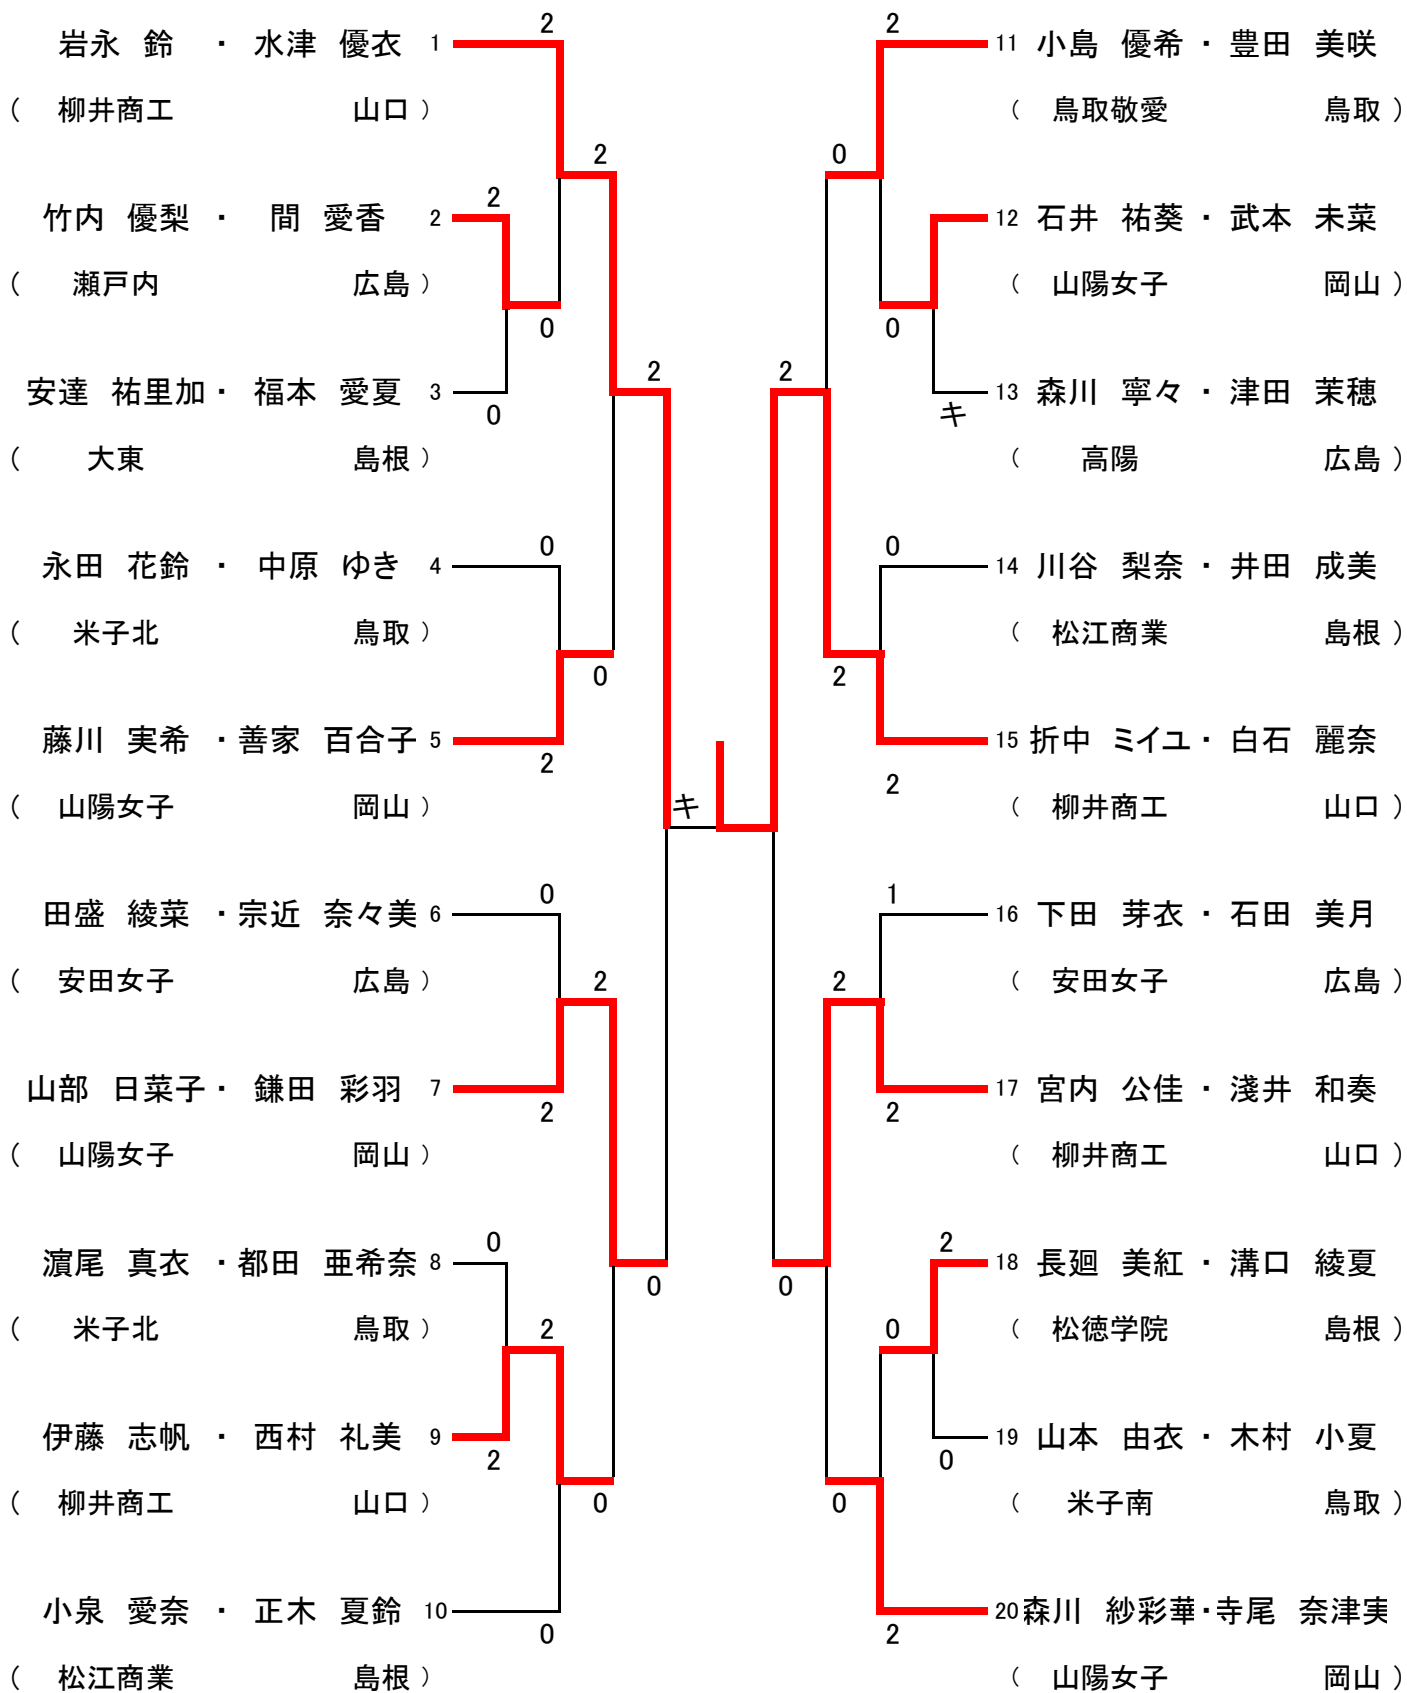 2
岩永 鈴 ・ 水津 優衣 1
( 柳井商工 山口 )
2
2
竹内 優梨 ・ 間 愛香 2
( 瀬戸内 広島 )
0
2
安達 祐里加・ 福本 愛夏 3
0
( 大東 島根 )
0
永田 花鈴 ・ 中原 ゆき 4
( 米子北 鳥取 )
0
藤川 実希 ・善家 百合子 5
2
( 山陽女子 岡山 )
キ
0
田盛 綾菜 ・宗近 奈々美 6
( 安田女子 広島 )
2
山部 日菜子・ 鎌田 彩羽 7
2
( 山陽女子 岡山 )
0
濵尾 真衣 ・都田 亜希奈 8
0
( 米子北 鳥取 )
2
伊藤 志帆 ・ 西村 礼美 9
2
( 柳井商工 山口 )
0
小泉 愛奈 ・ 正木 夏鈴 10
0
( 松江商業 島根 )
2
11 小島 優希 ・ 豊田 美咲
( 鳥取敬愛 鳥取 )
0
12 石井 祐葵 ・ 武本 未菜
( 山陽女子 岡山 )
0
2
13 森川 寧々 ・ 津田 茉穂
キ
( 高陽 広島 )
0
14 川谷 梨奈 ・ 井田 成美
( 松江商業 島根 )
2
15 折中 ミイユ ・ 白石 麗奈
2
( 柳井商工 山口 )
1
16 下田 芽衣 ・ 石田 美月
( 安田女子 広島 )
2
17 宮内 公佳 ・ 淺井 和奏
2
( 柳井商工 山口 )
2
18 長廻 美紅 ・ 溝口 綾夏
0
( 松徳学院 島根 )
0
19 山本 由衣 ・ 木村 小夏
0
( 米子南 鳥取 )
0
20 森川 紗彩華・寺尾 奈津実
2
( 山陽女子 岡山 )